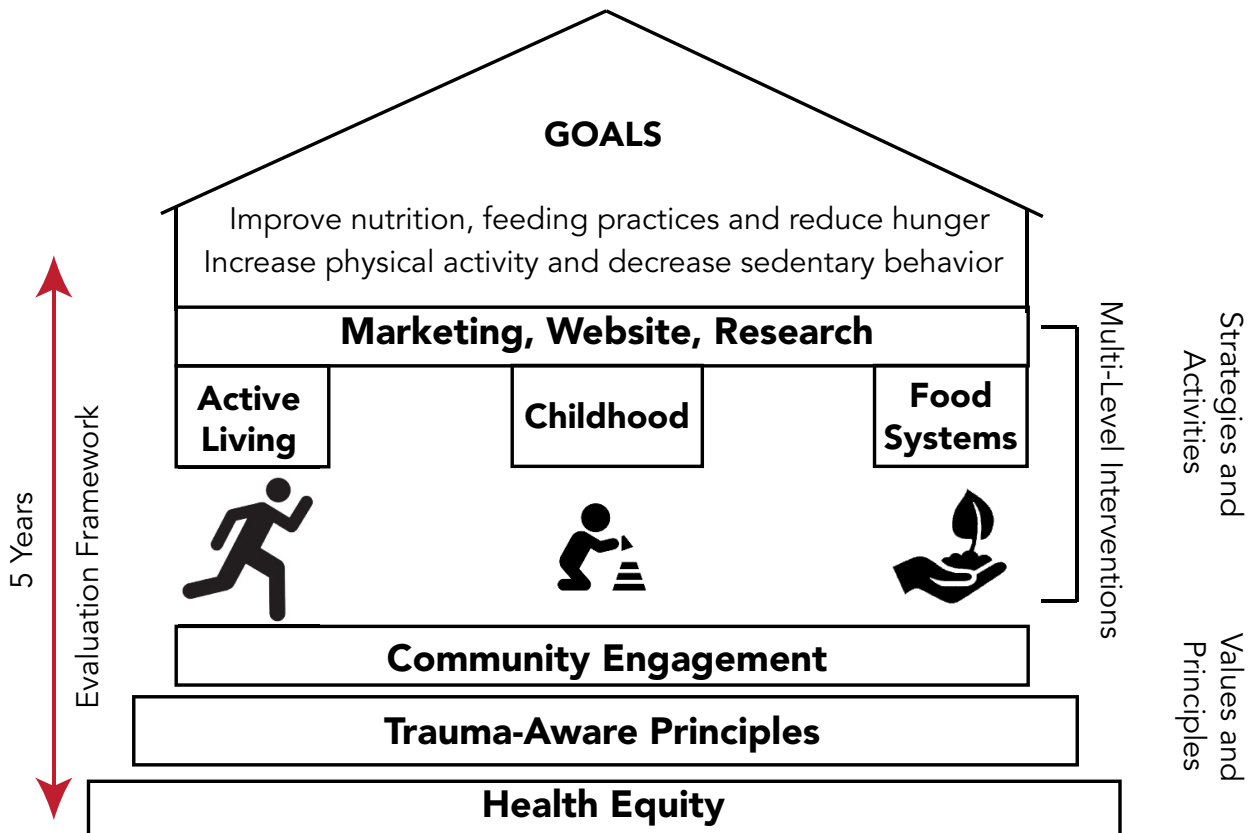 GOALS
Improve nutrition, feeding practices and reduce hunger
Increase physical activity and decrease sedentary behavior
Marketing, Website, Research
Active
Living
Childhood
Food
Systems
Community Engagement
Trauma-Aware Principles
Health Equity
5 Years
Evaluation Framework
Multi-Level Interventions
Strategies and
Activities
Values and
Principles